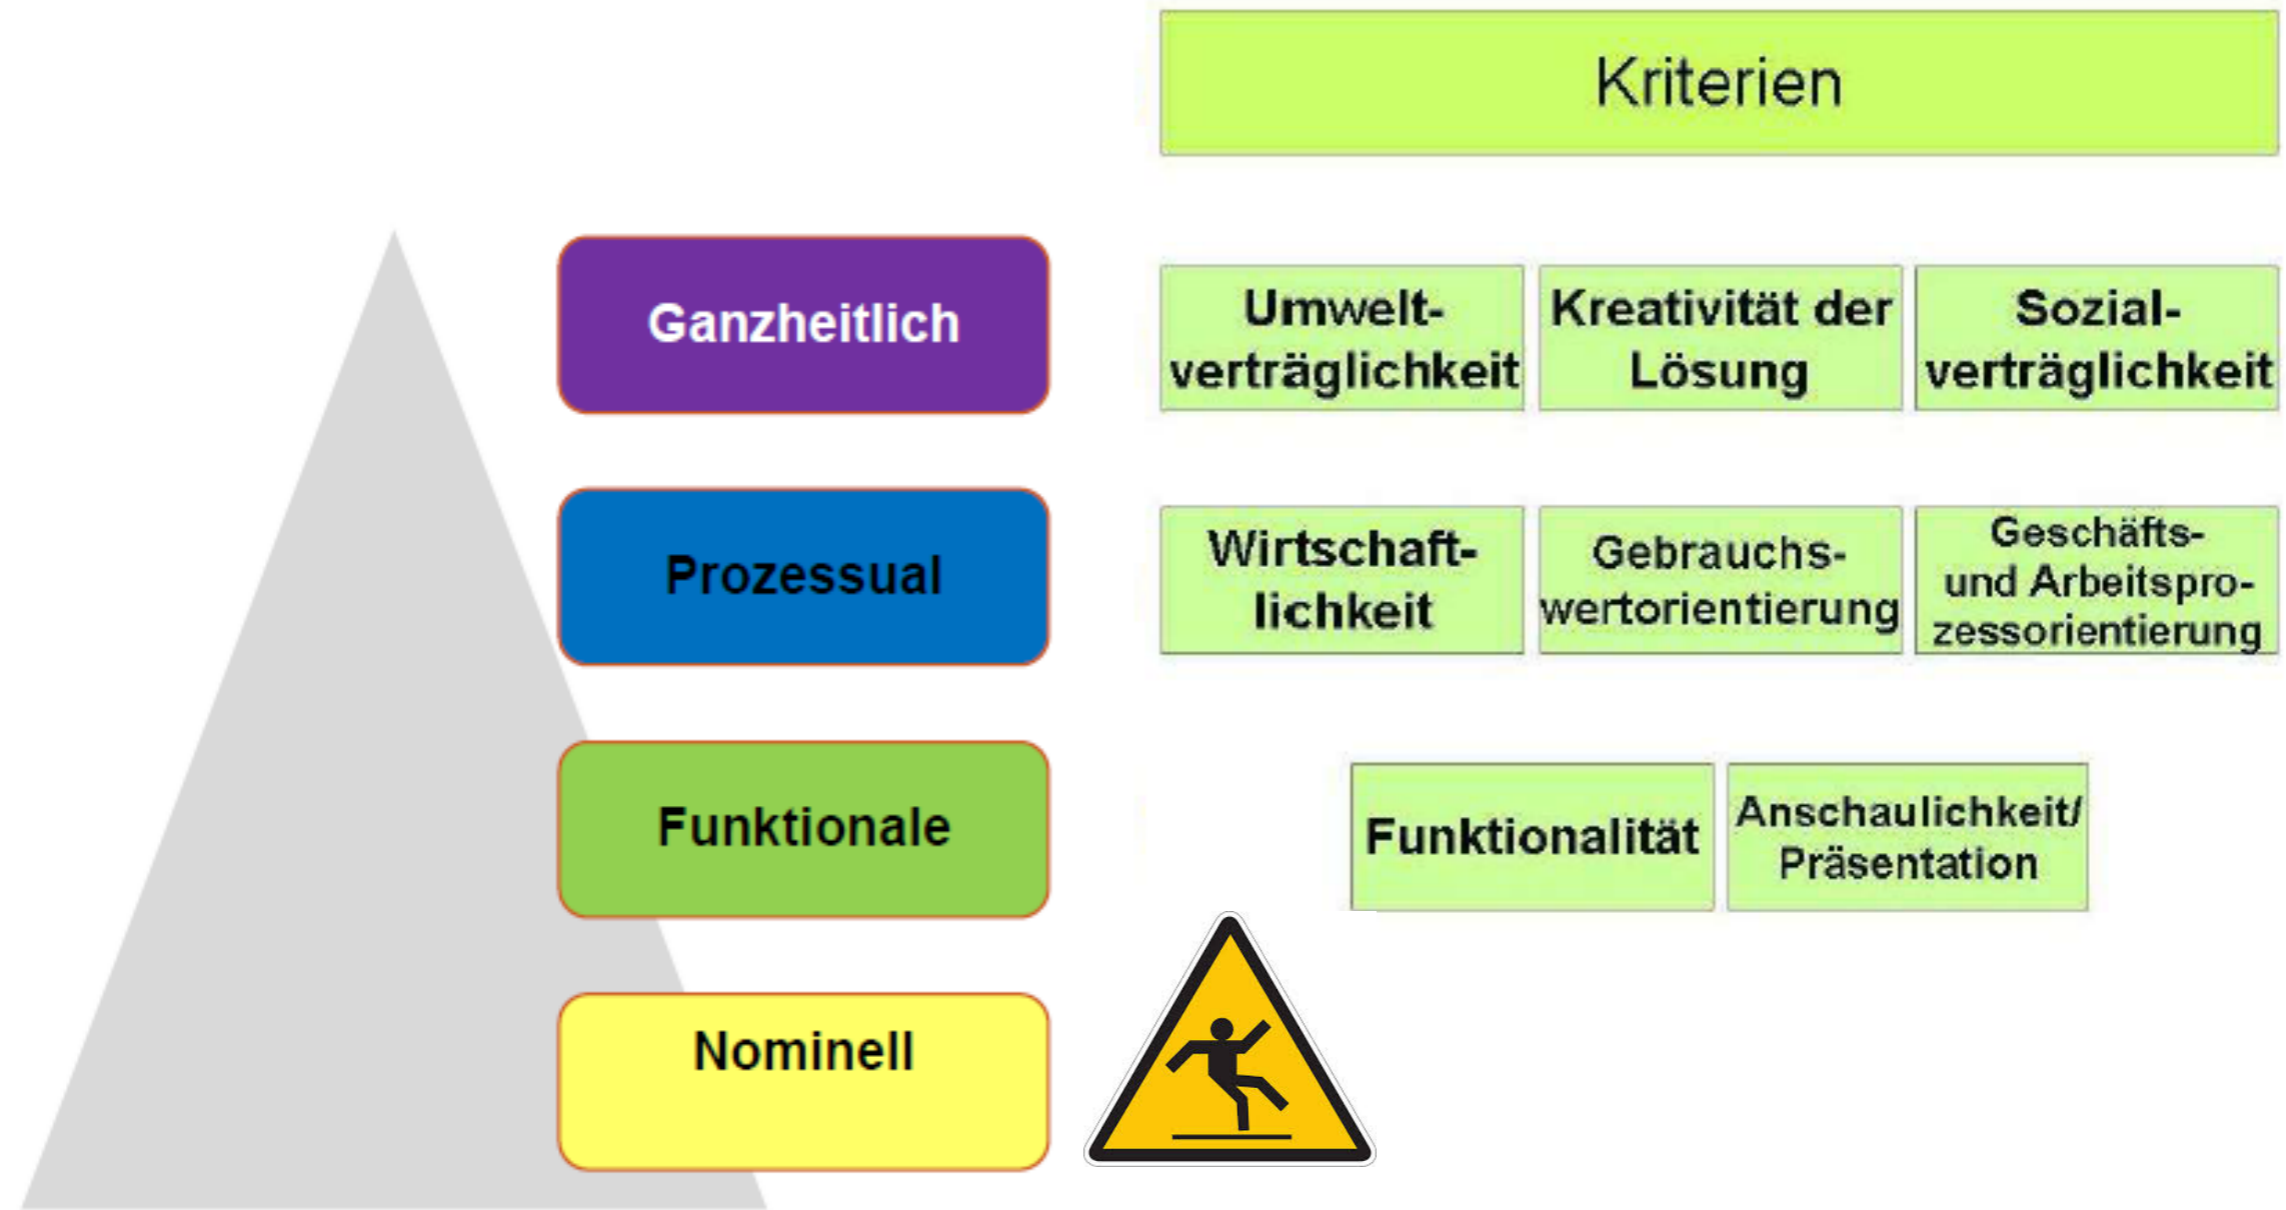 Kriterien
Ganzheitlich
Umwelt-
verträglichkeit
Kreativität der
Lösung
Sozial-
verträglichkeit
Prozessual
Wirtschaft-
lichkeit
Gebrauchs-
wertorientierung
Geschäfts-
und Arbeitspro-
zessorientierung
Funktionale
Funktionalität
Anschaulichkeit/
Präsentation
Nominell